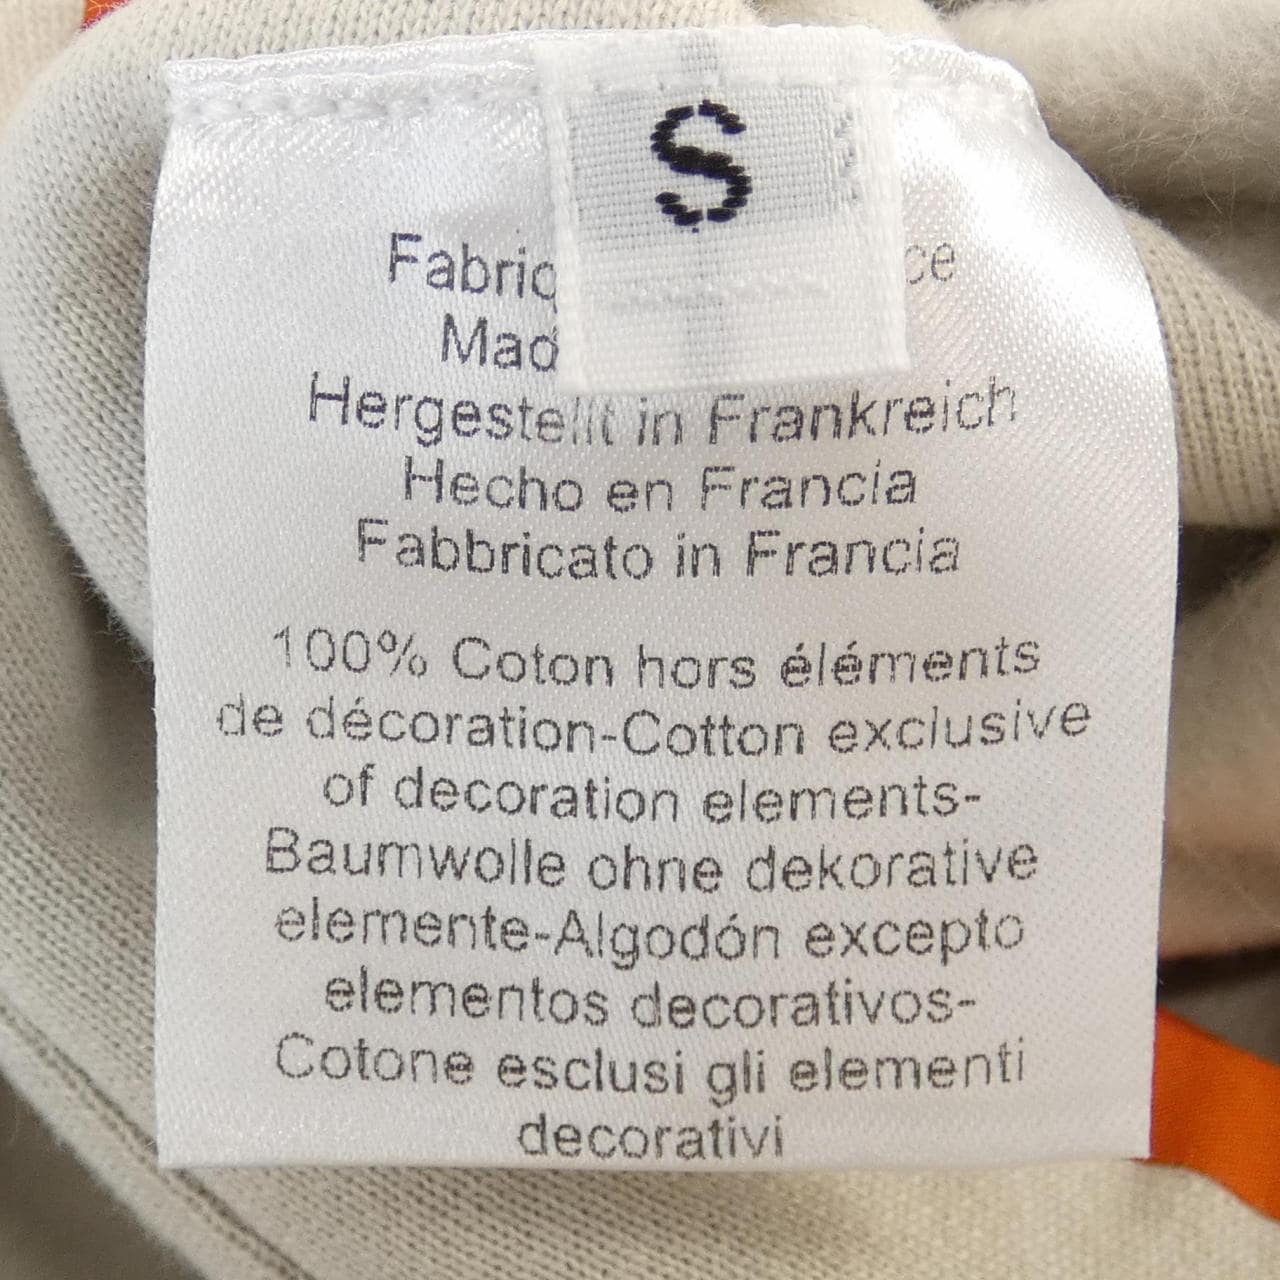 S
Fabriq ce
Mad
Hergestellt in Frankreich
Hecho en Francia
Fabbricato in Francia
100% Coton hors éléments
de décoration-Cotton exclusive
of decoration elements-
Baumwolle ohne dekorative
elemente-Algodón excepto
elementos decorativos-
Cotone esclusi gli elementi
decorativi